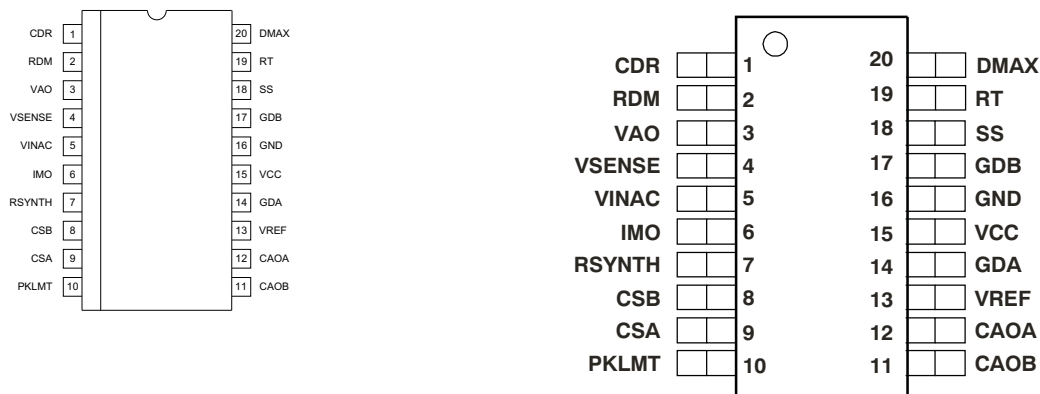 CDR 1 20 DMAX
RDM 2 19 RT
VAO 3 18 SS
VSENSE 4 17 GDB
VINAC 5 16 GND
IMO 6 15 VCC
RSYNTH 7 14 GDA
CSB 8 13 VREF
CSA 9 12 CAOA
PKLMT 10 11 CAOB
CDR 1 20 DMAX
RDM 2 19 RT
VAO 3 18 SS
VSENSE 4 17 GDB
VINAC 5 16 GND
IMO 6 15 VCC
RSYNTH 7 14 GDA
CSB 8 13 VREF
CSA 9 12 CAOA
PKLMT 10 11 CAOB